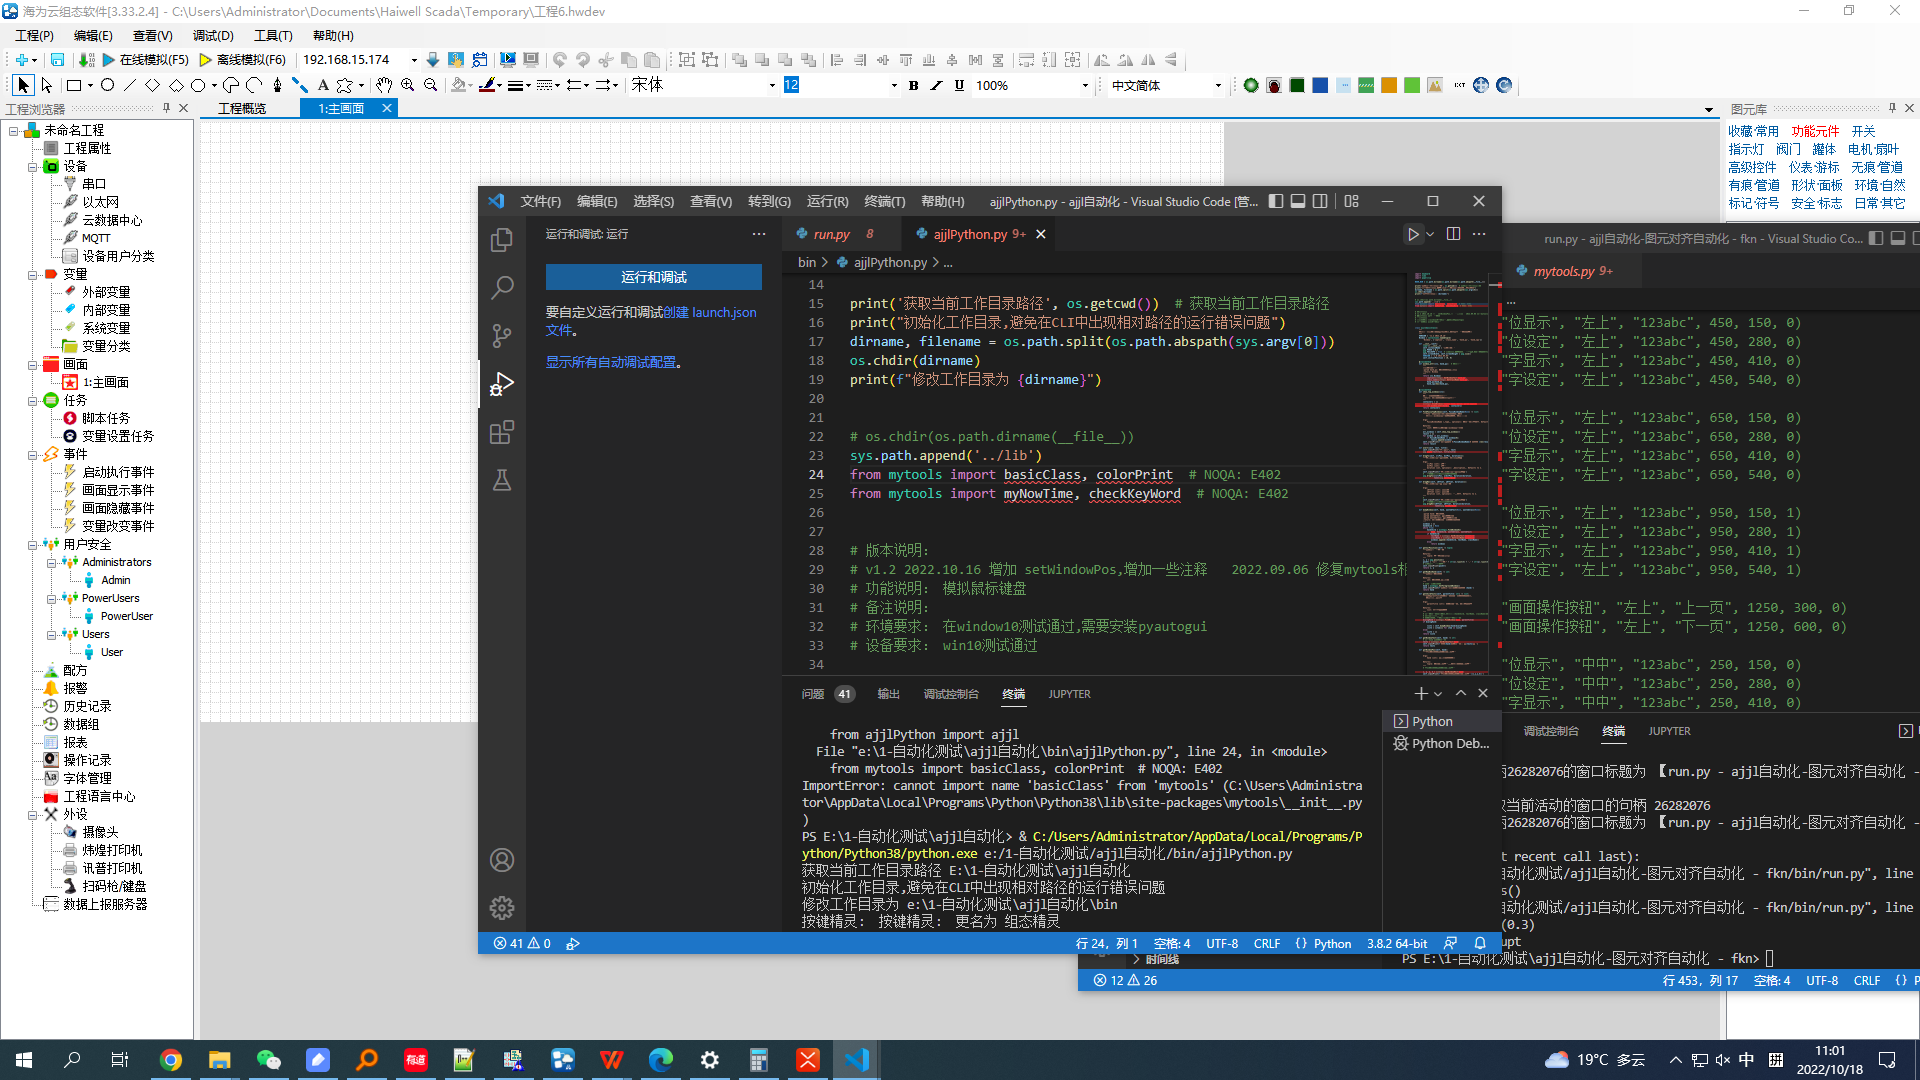 海为云组态软件[3.33.2.4] - C:\Users\Administrator\Documents\Haiwell Scada\Temporary\工程6.hwdev
工程(P) 编辑(E) 查看(V) 调试(D) 工具(T) 帮助(H)
在线模拟(F5) 离线模拟(F6) 192.168.15.174
宋体 12 B I U 100% 中文简体
工程浏览器
工程概览 1:主画面
图元库
未命名工程
工程属性
设备
串口
以太网
云数据中心
MQTT
设备用户分类
变量
外部变量
内部变量
系统变量
变量分类
画面
1:主画面
任务
脚本任务
变量设置任务
事件
启动执行事件
画面显示事件
画面隐藏事件
变量改变事件
用户安全
Administrators
Admin
PowerUsers
PowerUser
Users
User
配方
报警
历史记录
数据组
报表
操作记录
字体管理
工程语言中心
外设
摄像头
炜煌打印机
讯普打印机
扫码枪/键盘
数据上报服务器
收藏·常用 功能元件 开关
指示灯 阀门 罐体 电机·扇叶
高级控件 仪表·游标 无痕·管道
有痕·管道 形状·面板 环境·自然
标记·符号 安全·标志 日常·其它
文件(F) 编辑(E) 选择(S) 查看(V) 转到(G) 运行(R) 终端(T) 帮助(H) ajjlPython.py - ajjl自动化 - Visual Studio Code [管...
运行和调试: 运行
运行和调试
要自定义运行和调试创建 launch.json
文件。
显示所有自动调试配置。
run.py 8 ajjlPython.py 9+
bin > ajjlPython.py > ...
14
15 print('获取当前工作目录路径', os.getcwd())  # 获取当前工作目录路径
16 print("初始化工作目录,避免在CLI中出现相对路径的运行错误问题")
17 dirname, filename = os.path.split(os.path.abspath(sys.argv[0]))
18 os.chdir(dirname)
19 print(f"修改工作目录为 {dirname}")
20
21
22 # os.chdir(os.path.dirname(__file__))
23 sys.path.append('../lib')
24 from mytools import basicClass, colorPrint  # NOQA: E402
25 from mytools import myNowTime, checkKeyWord  # NOQA: E402
26
27
28 # 版本说明:
29 # v1.2 2022.10.16 增加 setWindowPos,增加一些注释   2022.09.06 修复mytools相
30 # 功能说明: 模拟鼠标键盘
31 # 备注说明:
32 # 环境要求: 在window10测试通过,需要安装pyautogui
33 # 设备要求: win10测试通过
34
问题 41 输出 调试控制台 终端 JUPYTER
from ajjlPython import ajjl
File "e:\1-自动化测试\ajjl自动化\bin\ajjlPython.py", line 24, in <module>
from mytools import basicClass, colorPrint  # NOQA: E402
ImportError: cannot import name 'basicClass' from 'mytools' (C:\Users\Administra
tor\AppData\Local\Programs\Python\Python38\lib\site-packages\mytools\__init__.py
)
PS E:\1-自动化测试\ajjl自动化> & C:/Users/Administrator/AppData/Local/Programs/P
ython/Python38/python.exe e:/1-自动化测试/ajjl自动化/bin/ajjlPython.py
获取当前工作目录路径 E:\1-自动化测试\ajjl自动化
初始化工作目录,避免在CLI中出现相对路径的运行错误问题
修改工作目录为 e:\1-自动化测试\ajjl自动化\bin
按键精灵: 按键精灵: 更名为 组态精灵
Python
Python Deb...
41 0 行 24，列 1 空格: 4 UTF-8 CRLF Python 3.8.2 64-bit
run.py - ajjl自动化-图元对齐自动化 - fkn - Visual Studio Co...
mytools.py 9+
...
"位显示", "左上", "123abc", 450, 150, 0)
"位设定", "左上", "123abc", 450, 280, 0)
"字显示", "左上", "123abc", 450, 410, 0)
"字设定", "左上", "123abc", 450, 540, 0)
"位显示", "左上", "123abc", 650, 150, 0)
"位设定", "左上", "123abc", 650, 280, 0)
"字显示", "左上", "123abc", 650, 410, 0)
"字设定", "左上", "123abc", 650, 540, 0)
"位显示", "左上", "123abc", 950, 150, 1)
"位设定", "左上", "123abc", 950, 280, 1)
"字显示", "左上", "123abc", 950, 410, 1)
"字设定", "左上", "123abc", 950, 540, 1)
"画面操作按钮", "左上", "上一页", 1250, 300, 0)
"画面操作按钮", "左上", "下一页", 1250, 600, 0)
"位显示", "中中", "123abc", 250, 150, 0)
"位设定", "中中", "123abc", 250, 280, 0)
"字显示", "中中", "123abc", 250, 410, 0)
调试控制台 终端 JUPYTER
26282076的窗口标题为 【run.py - ajjl自动化-图元对齐自动化 -
当前活动的窗口的句柄 26282076
26282076的窗口标题为 【run.py - ajjl自动化-图元对齐自动化 -
t recent call last):
自动化测试/ajjl自动化-图元对齐自动化 - fkn/bin/run.py", line
s()
自动化测试/ajjl自动化-图元对齐自动化 - fkn/bin/run.py", line
(0.3)
upt
时间线 PS E:\1-自动化测试\ajjl自动化-图元对齐自动化 - fkn>
12 26 行 453，列 17 空格: 4 UTF-8 CRLF
有道 19°C 多云 中 拼 11:01
2022/10/18